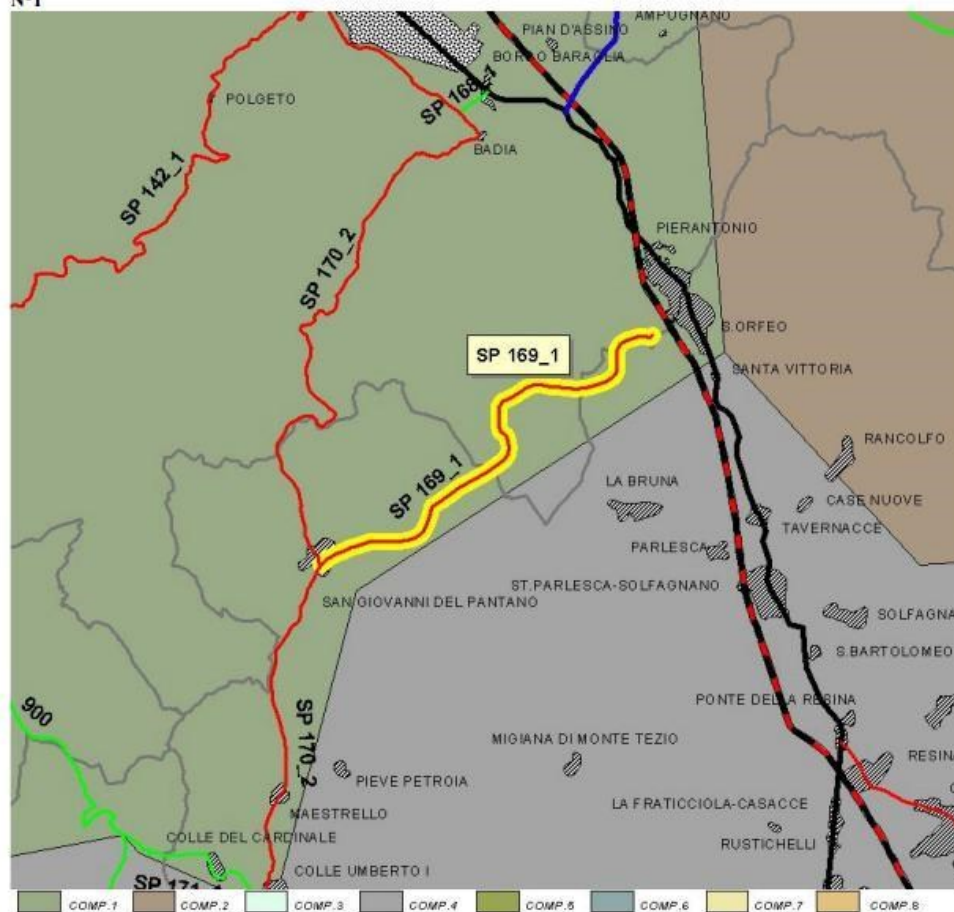 N°1
AMPUGNANO
PIAN D'ASSINO
BORGO BARAGLIA
SP 168_1
POLGETO
BADIA
SP 142_1
SP 170_2
PIERANTONIO
S.ORFEO
SP 169_1
SANTA VITTORIA
RANCOLFO
SP 169_1
LA BRUNA
CASE NUOVE
TAVERNACCE
PARLESCA
ST.PARLESCA-SOLFAGNANO
SAN GIOVANNI DEL PANTANO
SOLFAGNA
S.BARTOLOMEO
900
SP 170_2
PONTE DELLA RESINA
MIGIANA DI MONTE TEZIO
RESINA
PIEVE PETROIA
MAESTRELLO
LA FRATICCIOLA-CASACCE
COLLE DEL CARDINALE
RUSTICHELLI
COLLE UMBERTO I
COMP.1 COMP.2 COMP.3 COMP.4 COMP.5 COMP.6 COMP.7 COMP.8